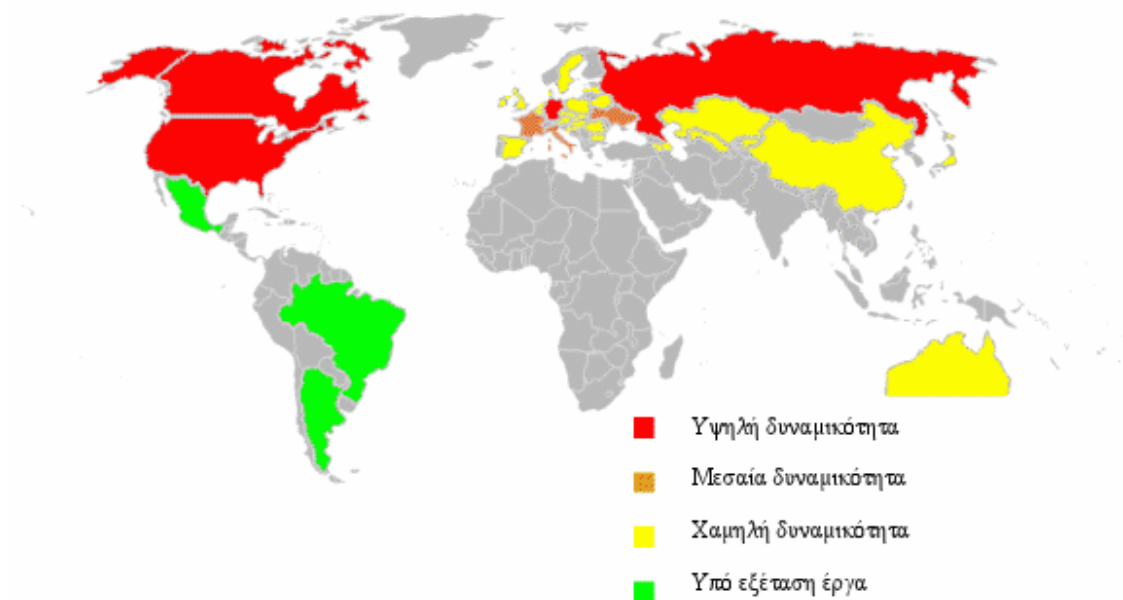 Υψηλή δυναμικότητα
Μεσαία δυναμικότητα
Χαμηλή δυναμικότητα
Υπό εξέταση έργα